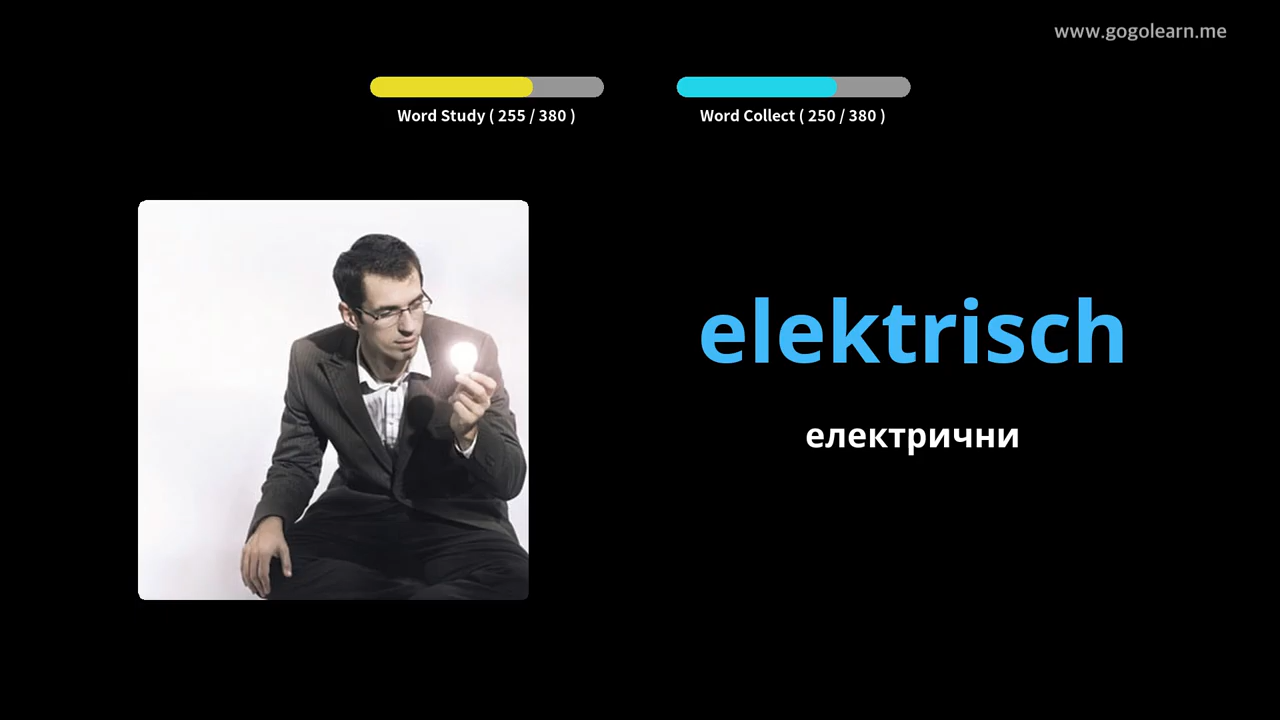 www.gogolearn.me
Word Study ( 255 / 380 )
Word Collect ( 250 / 380 )
elektrisch
електрични